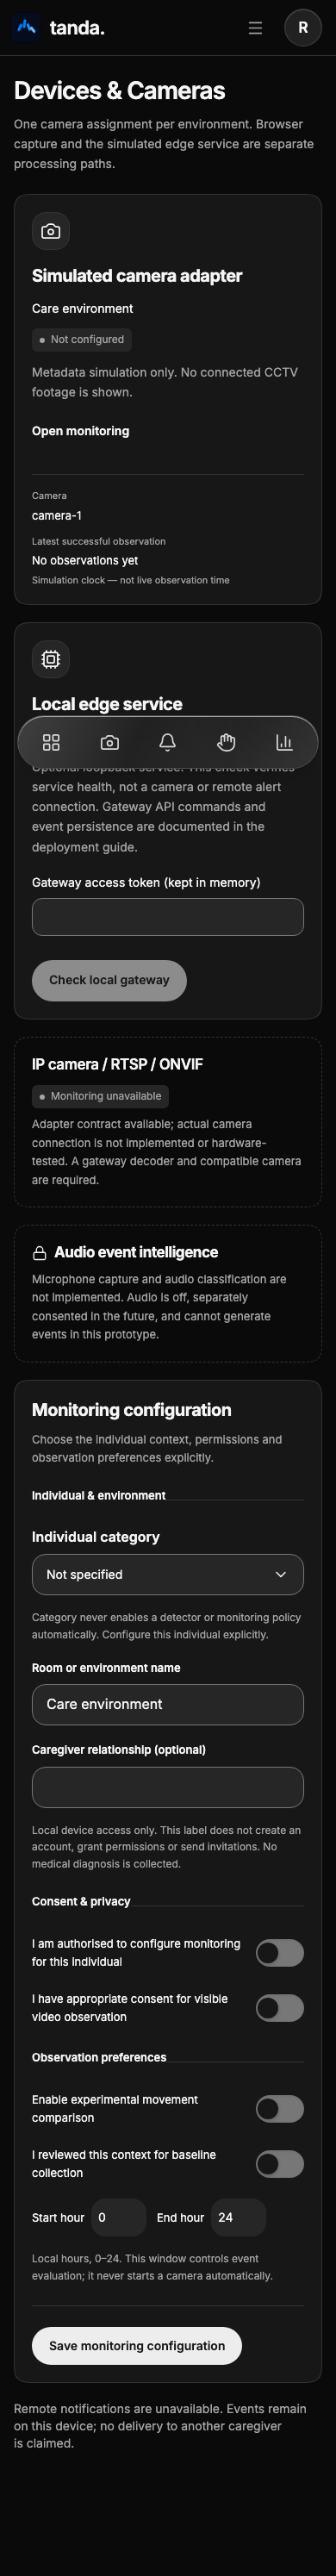 tanda.
R
Devices & Cameras
One camera assignment per environment. Browser
capture and the simulated edge service are separate
processing paths.
Simulated camera adapter
Care environment
Not configured
Metadata simulation only. No connected CCTV
footage is shown.
Open monitoring
Camera
camera-1
Latest successful observation
No observations yet
Simulation clock — not live observation time
Local edge service
Optional loopback service. This check verifies
service health, not a camera or remote alert
connection. Gateway API commands and
event persistence are documented in the
deployment guide.
Gateway access token (kept in memory)
Check local gateway
IP camera / RTSP / ONVIF
Monitoring unavailable
Adapter contract available; actual camera
connection is not implemented or hardware-
tested. A gateway decoder and compatible camera
are required.
Audio event intelligence
Microphone capture and audio classification are
not implemented. Audio is off, separately
consented in the future, and cannot generate
events in this prototype.
Monitoring configuration
Choose the individual context, permissions and
observation preferences explicitly.
Individual & environment
Individual category
Not specified
Category never enables a detector or monitoring policy
automatically. Configure this individual explicitly.
Room or environment name
Care environment
Caregiver relationship (optional)
Local device access only. This label does not create an
account, grant permissions or send invitations. No
medical diagnosis is collected.
Consent & privacy
I am authorised to configure monitoring
for this individual
I have appropriate consent for visible
video observation
Observation preferences
Enable experimental movement
comparison
I reviewed this context for baseline
collection
Start hour 0 End hour 24
Local hours, 0–24. This window controls event
evaluation; it never starts a camera automatically.
Save monitoring configuration
Remote notifications are unavailable. Events remain
on this device; no delivery to another caregiver
is claimed.